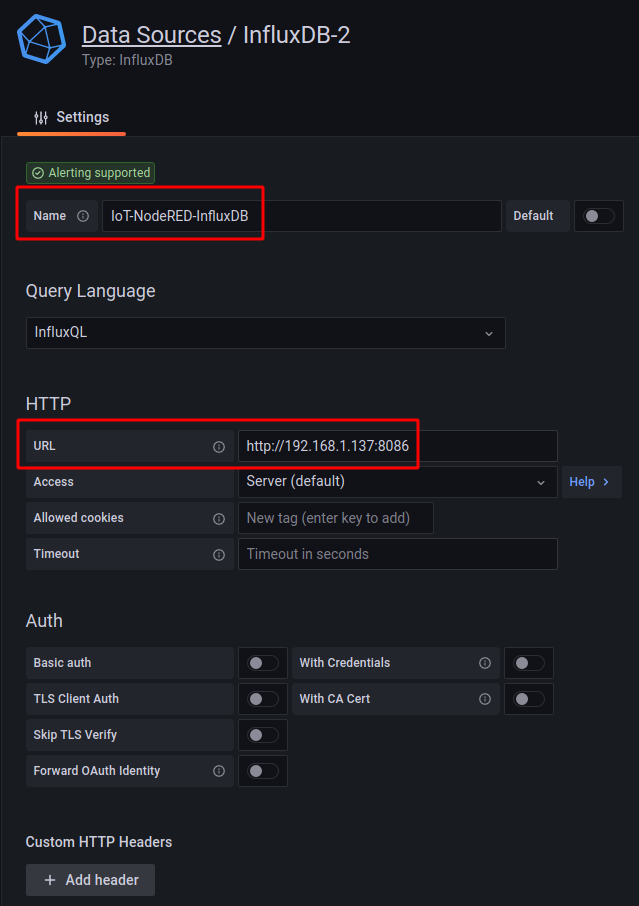 Data Sources / InfluxDB-2
Type: InfluxDB
Settings
Alerting supported
Name IoT-NodeRED-InfluxDB Default
Query Language
InfluxQL
HTTP
URL http://192.168.1.137:8086
Access Server (default) Help
Allowed cookies New tag (enter key to add)
Timeout Timeout in seconds
Auth
Basic auth With Credentials
TLS Client Auth With CA Cert
Skip TLS Verify
Forward OAuth Identity
Custom HTTP Headers
+ Add header